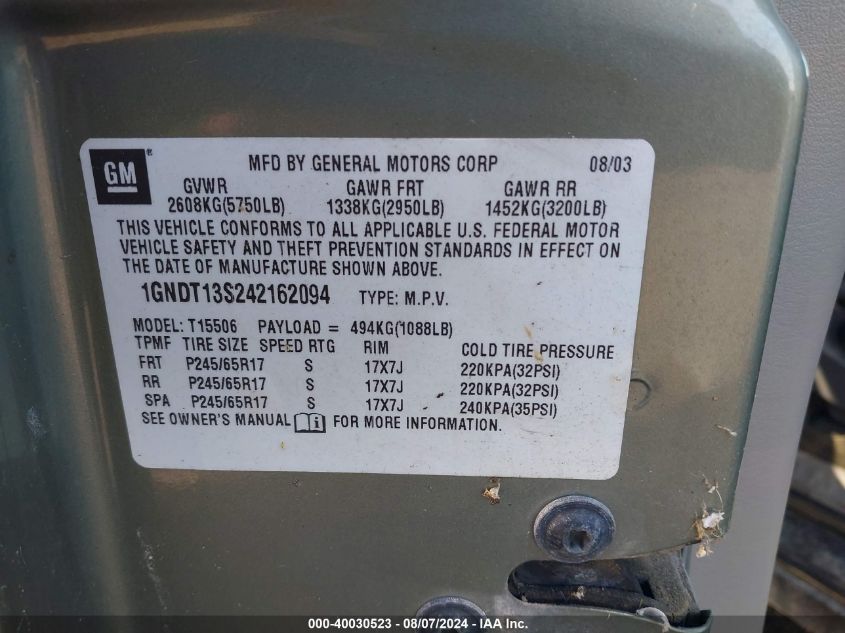 GM® MFD BY GENERAL MOTORS CORP 08/03
GVWR GAWR FRT GAWR RR
2608KG(5750LB) 1338KG(2950LB) 1452KG(3200LB)
THIS VEHICLE CONFORMS TO ALL APPLICABLE U.S. FEDERAL MOTOR
VEHICLE SAFETY AND THEFT PREVENTION STANDARDS IN EFFECT ON
THE DATE OF MANUFACTURE SHOWN ABOVE.
1GNDT13S242162094 TYPE: M.P.V.
MODEL: T15506 PAYLOAD = 494KG(1088LB)
TPMF TIRE SIZE SPEED RTG RIM COLD TIRE PRESSURE
FRT P245/65R17 S 17X7J 220KPA(32PSI)
RR P245/65R17 S 17X7J 220KPA(32PSI)
SPA P245/65R17 S 17X7J 240KPA(35PSI)
SEE OWNER'S MANUAL i FOR MORE INFORMATION.
000-40030523 - 08/07/2024 - IAA Inc.